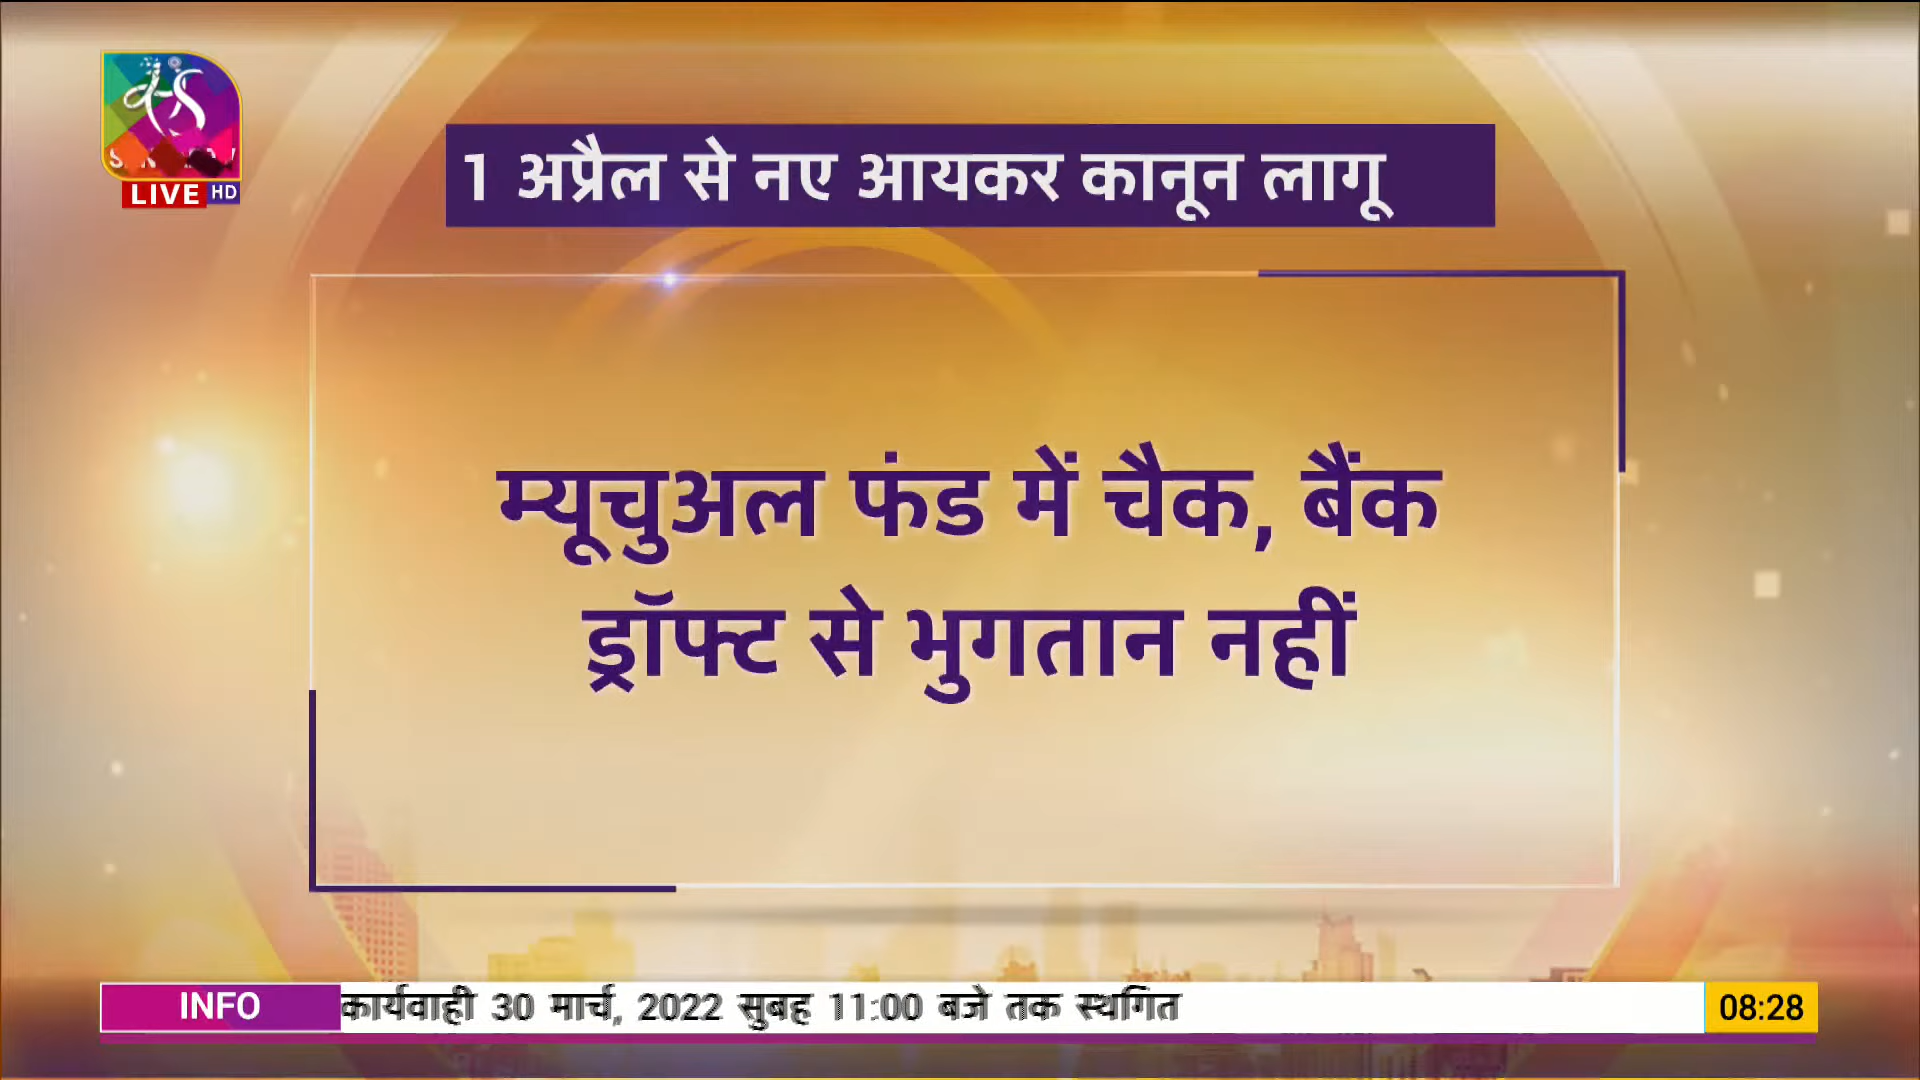 LIVE HD
1 अप्रैल से नए आयकर कानून लागू
म्यूचुअल फंड में चैक, बैंक
ड्रॉफ्ट से भुगतान नहीं
INFO कार्यवाही 30 मार्च, 2022 सुबह 11:00 बजे तक स्थगित 08:28